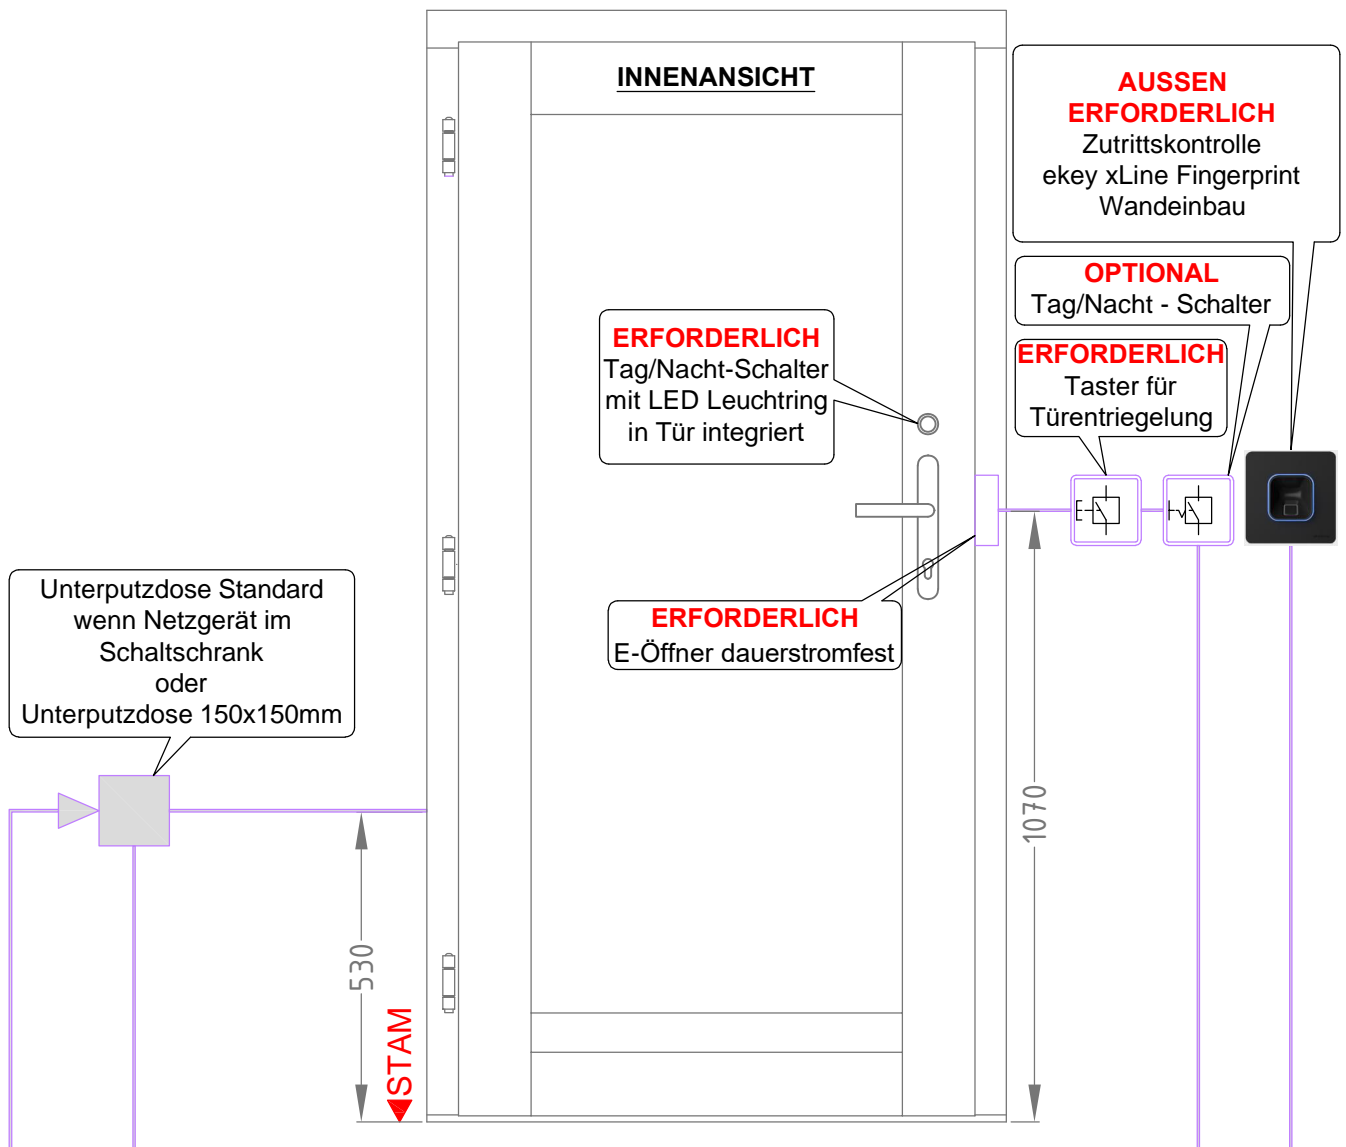 INNENANSICHT
AUSSEN
ERFORDERLICH
Zutrittskontrolle
ekey xLine Fingerprint
Wandeinbau
OPTIONAL
Tag/Nacht - Schalter
ERFORDERLICH
Taster für
Türentriegelung
ERFORDERLICH
Tag/Nacht-Schalter
mit LED Leuchtring
in Tür integriert
ERFORDERLICH
E-Öffner dauerstromfest
Unterputzdose Standard
wenn Netzgerät im
Schaltschrank
oder
Unterputzdose 150x150mm
530
STAM
1070